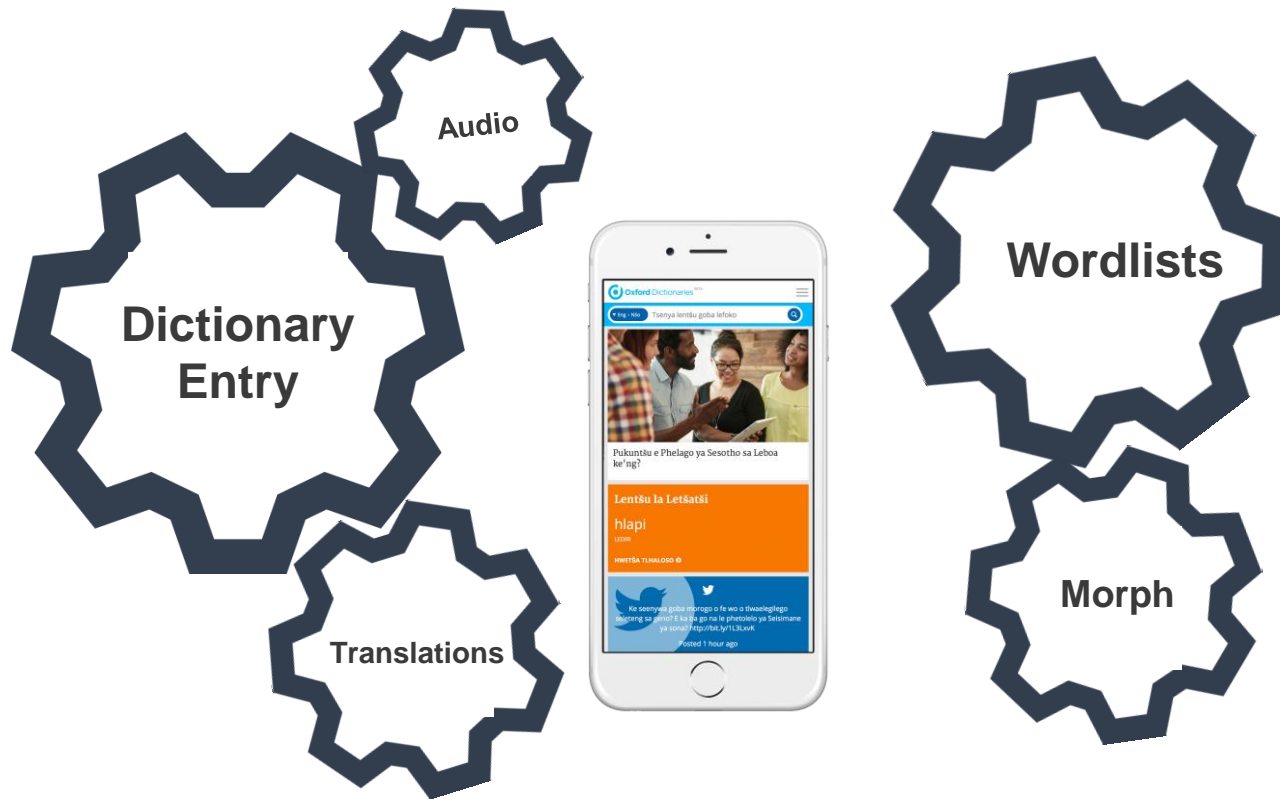 Audio
Dictionary
Entry
Translations
Oxford Dictionaries BETA
Eng > NSo
Tsenya lentšu goba lefoko
Pukuntšu e Phelago ya Sesotho sa Leboa
ke'ng?
Lentšu la Letšatši
hlapi
LEDIRI
HWETŠA TLHALOSO
Ke seenywa goba morogo o fe wo o tlwaelegilego
seleteng sa geno? E ka ba go na le phetolelo ya Seisimane
ya sona? http://bit.ly/1L3LxvK
Posted 1 hour ago
Wordlists
Morph